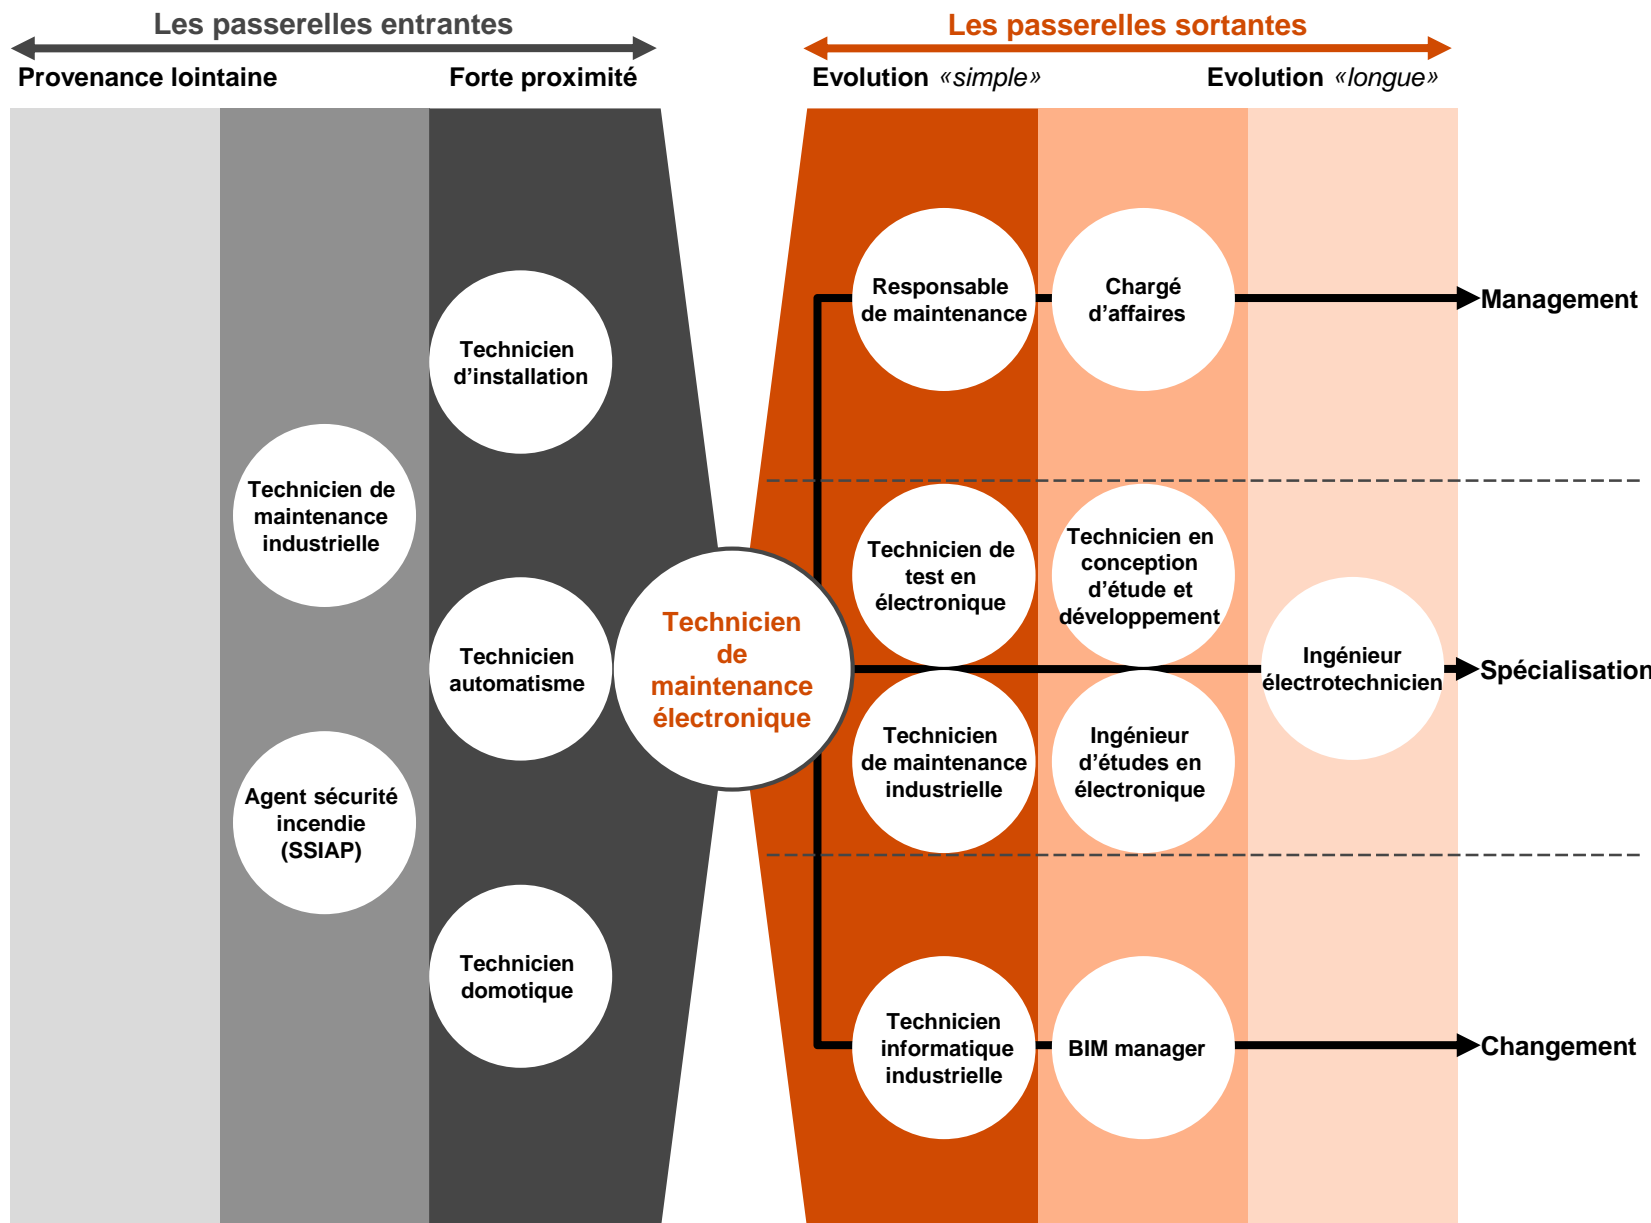 Les passerelles entrantes
Provenance lointaine
Forte proximité
Les passerelles sortantes
Evolution «simple»
Evolution «longue»
Technicien
d’installation
Technicien de
maintenance
industrielle
Technicien
automatisme
Agent sécurité
incendie
(SSIAP)
Technicien
domotique
Technicien
de
maintenance
électronique
Responsable
de maintenance
Chargé
d’affaires
Management
Technicien de
test en
électronique
Technicien en
conception
d’étude et
développement
Technicien
de maintenance
industrielle
Ingénieur
d’études en
électronique
Ingénieur
électrotechnicien
Spécialisation
Technicien
informatique
industrielle
BIM manager
Changement